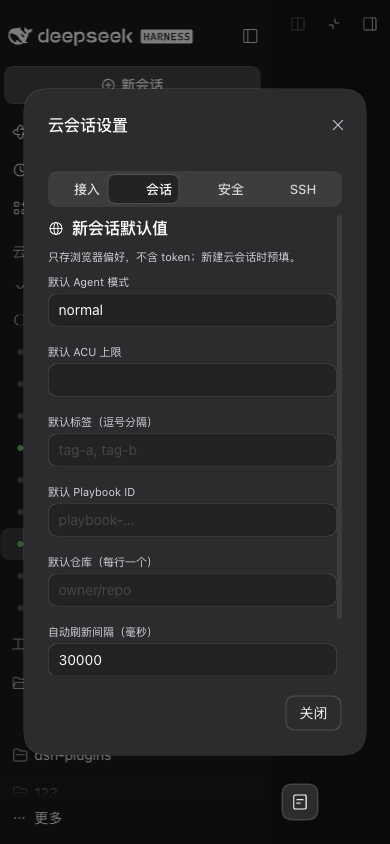 deepseek HARNESS
新会话
云会话设置
接入 会话 安全 SSH
新会话默认值
只存浏览器偏好，不含 token；新建云会话时预填。
默认 Agent 模式
normal
默认 ACU 上限
默认标签（逗号分隔）
tag-a, tag-b
默认 Playbook ID
playbook-...
默认仓库（每行一个）
owner/repo
自动刷新间隔（毫秒）
30000
关闭
dsh-plugins
123
更多